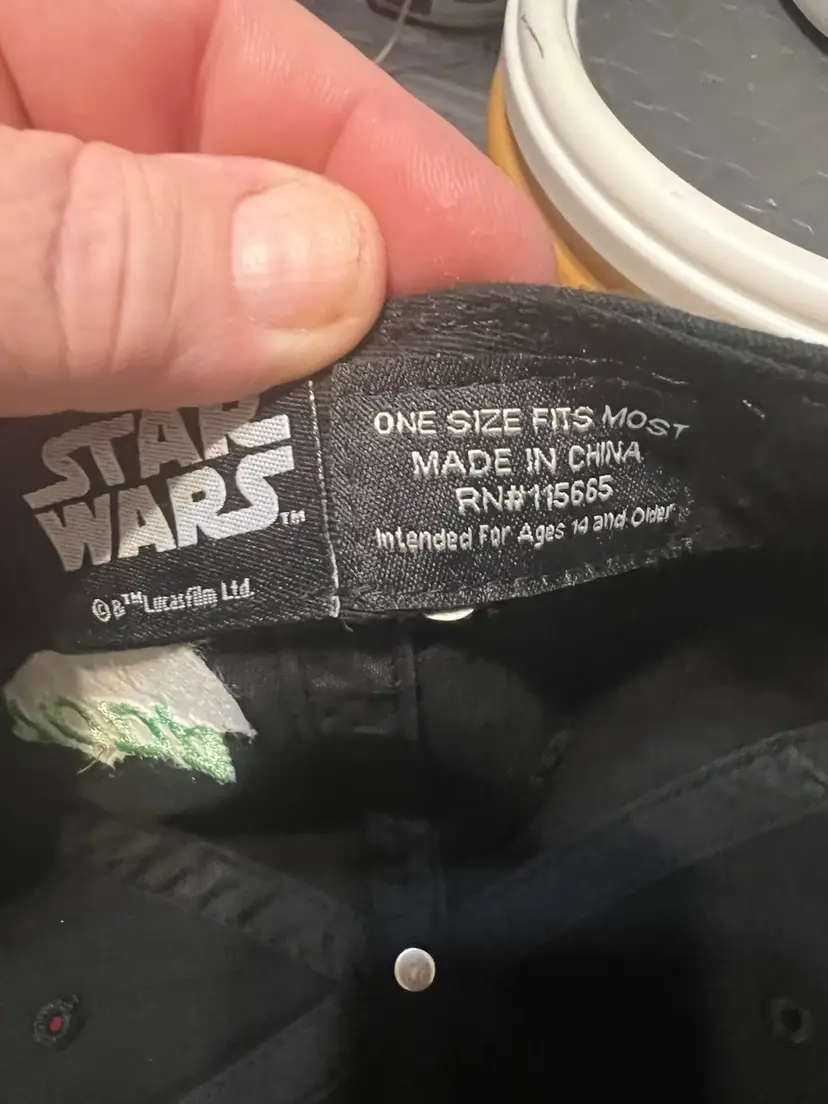 STAR
WARS™
©&™Lucasfilm Ltd.
ONE SIZE FITS MOST
MADE IN CHINA
RN#115665
Intended For Ages 14 and Older